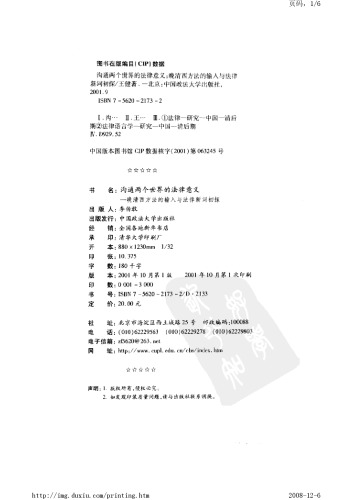 页码，1/6
图书在版编目(CIP)数据
沟通两个世界的法律意义:晚清西方法的输入与法律
新词初探/王健著.—北京:中国政法大学出版社，
2001.9
ISBN 7-5620-2173-2
Ⅰ.沟… Ⅱ.王… Ⅲ.①法律—研究—中国—清后
期②法律语言学—研究—中国—清后期
Ⅳ.D929.52
中国版本图书馆CIP数据核字(2001)第063245号
☆☆☆☆☆
书 名: 沟通两个世界的法律意义
—晚清西方法的输入与法律新词初探
出 版 人: 李传敢
出版发行: 中国政法大学出版社
经 销: 全国各地新华书店
承 印: 清华大学印刷厂
开 本: 880×1230mm 1/32
印 张: 10.375
字 数: 180千字
版 本: 2001年10月第1版 2001年10月第1次印刷
印 数: 0 001-3 000
书 号: ISBN 7-5620-2173-2/D·2133
定 价: 20.00元
社 址: 北京市海淀区西土城路25号 邮政编码:100088
电 话: (010)62229563 (010)62229278 (010)62229803
电子信箱: zf5620@263.net
网 址: http://www.cupl.edu.cn/cbs/index.htm
☆☆☆☆☆
声明: 1. 版权所有,侵权必究。
2. 如发现印装质量问题,请与出版社联系调换。
http://img.duxiu.com/printing.htm
2008-12-6